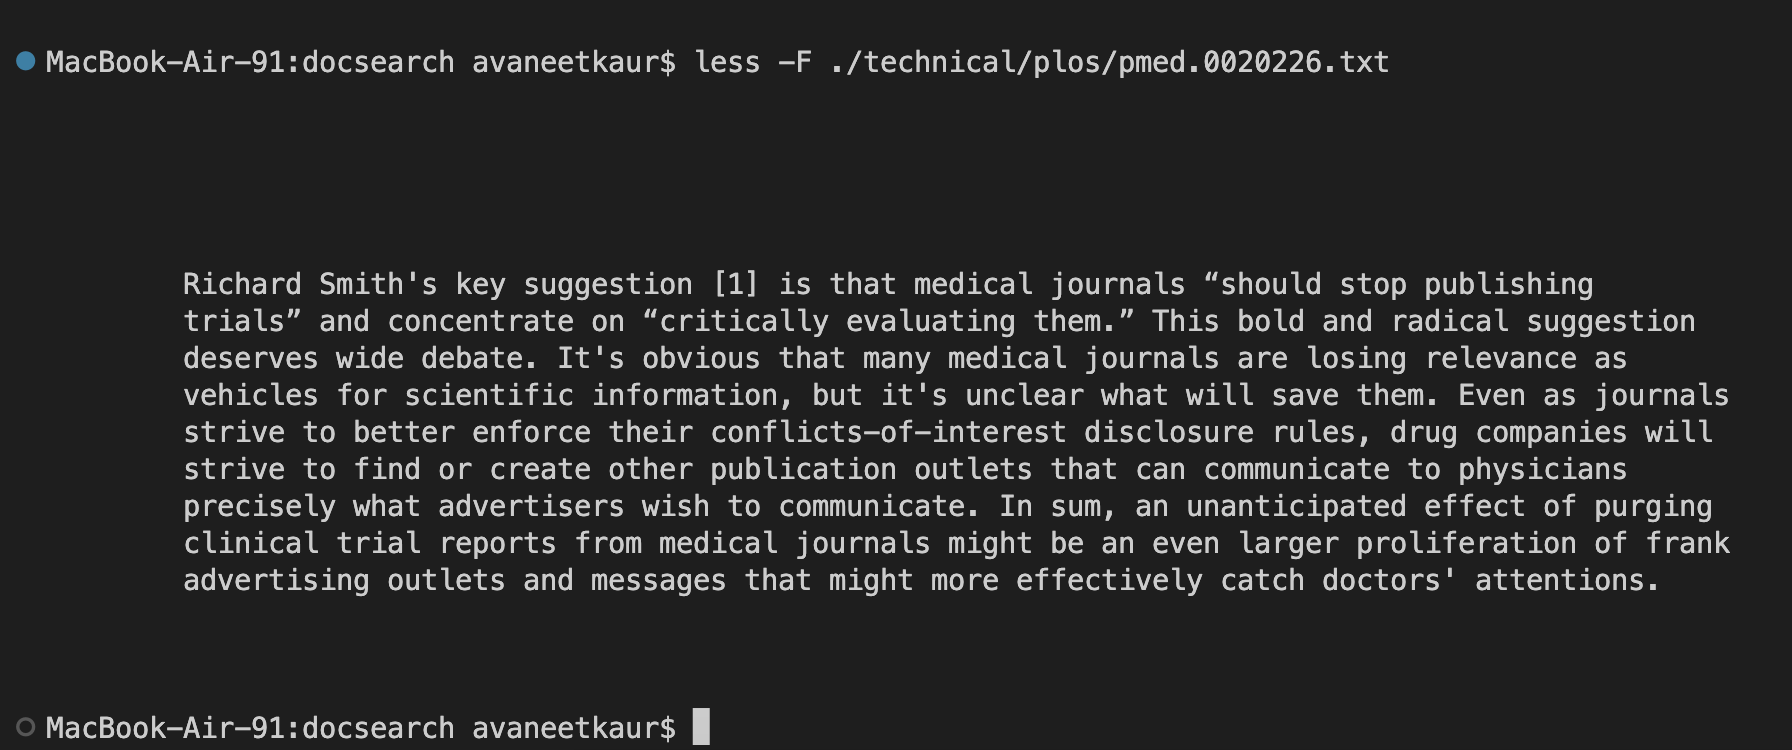 MacBook-Air-91:docsearch avaneetkaur$ less -F ./technical/plos/pmed.0020226.txt
Richard Smith's key suggestion [1] is that medical journals “should stop publishing
trials” and concentrate on “critically evaluating them.” This bold and radical suggestion
deserves wide debate. It's obvious that many medical journals are losing relevance as
vehicles for scientific information, but it's unclear what will save them. Even as journals
strive to better enforce their conflicts-of-interest disclosure rules, drug companies will
strive to find or create other publication outlets that can communicate to physicians
precisely what advertisers wish to communicate. In sum, an unanticipated effect of purging
clinical trial reports from medical journals might be an even larger proliferation of frank
advertising outlets and messages that might more effectively catch doctors' attentions.
MacBook-Air-91:docsearch avaneetkaur$